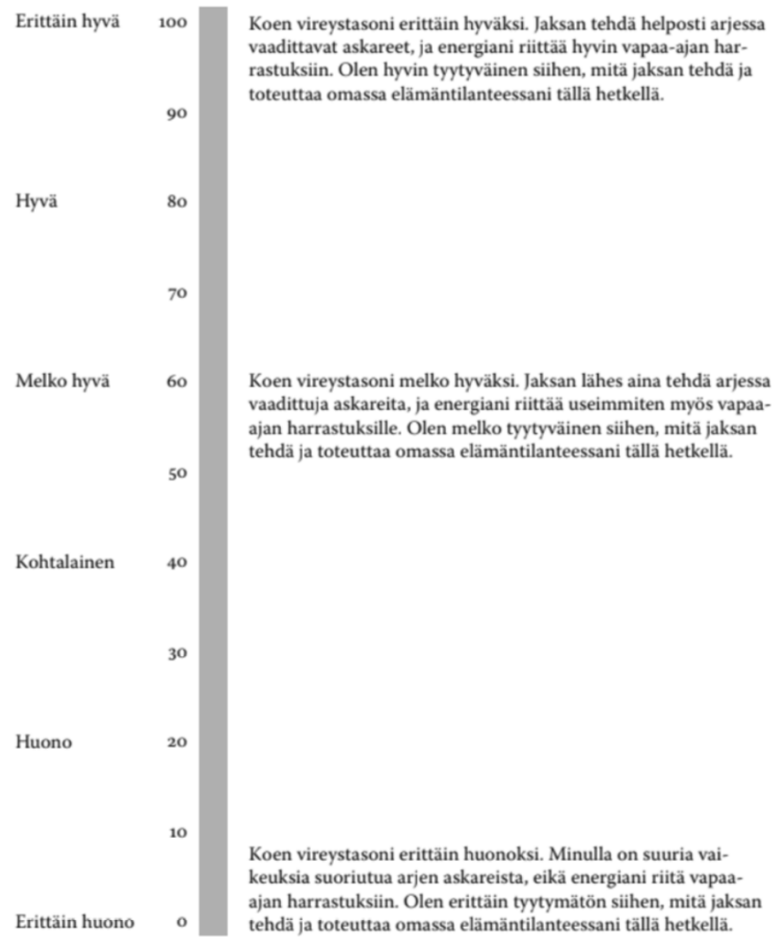 Erittäin hyvä 100 Koen vireystasoni erittäin hyväksi. Jaksan tehdä helposti arjessa
vaadittavat askareet, ja energiani riittää hyvin vapaa-ajan har-
rastuksiin. Olen hyvin tyytyväinen siihen, mitä jaksan tehdä ja
toteuttaa omassa elämäntilanteessani tällä hetkellä.
90
Hyvä 80
70
Melko hyvä 60 Koen vireystasoni melko hyväksi. Jaksan lähes aina tehdä arjessa
vaadittuja askareita, ja energiani riittää useimmiten myös vapaa-
ajan harrastuksille. Olen melko tyytyväinen siihen, mitä jaksan
tehdä ja toteuttaa omassa elämäntilanteessani tällä hetkellä.
50
Kohtalainen 40
30
Huono 20
10
Koen vireystasoni erittäin huonoksi. Minulla on suuria vai-
keuksia suoriutua arjen askareista, eikä energiani riitä vapaa-
ajan harrastuksiin. Olen erittäin tyytymätön siihen, mitä jaksan
Erittäin huono 0 tehdä ja toteuttaa omassa elämäntilanteessani tällä hetkellä.